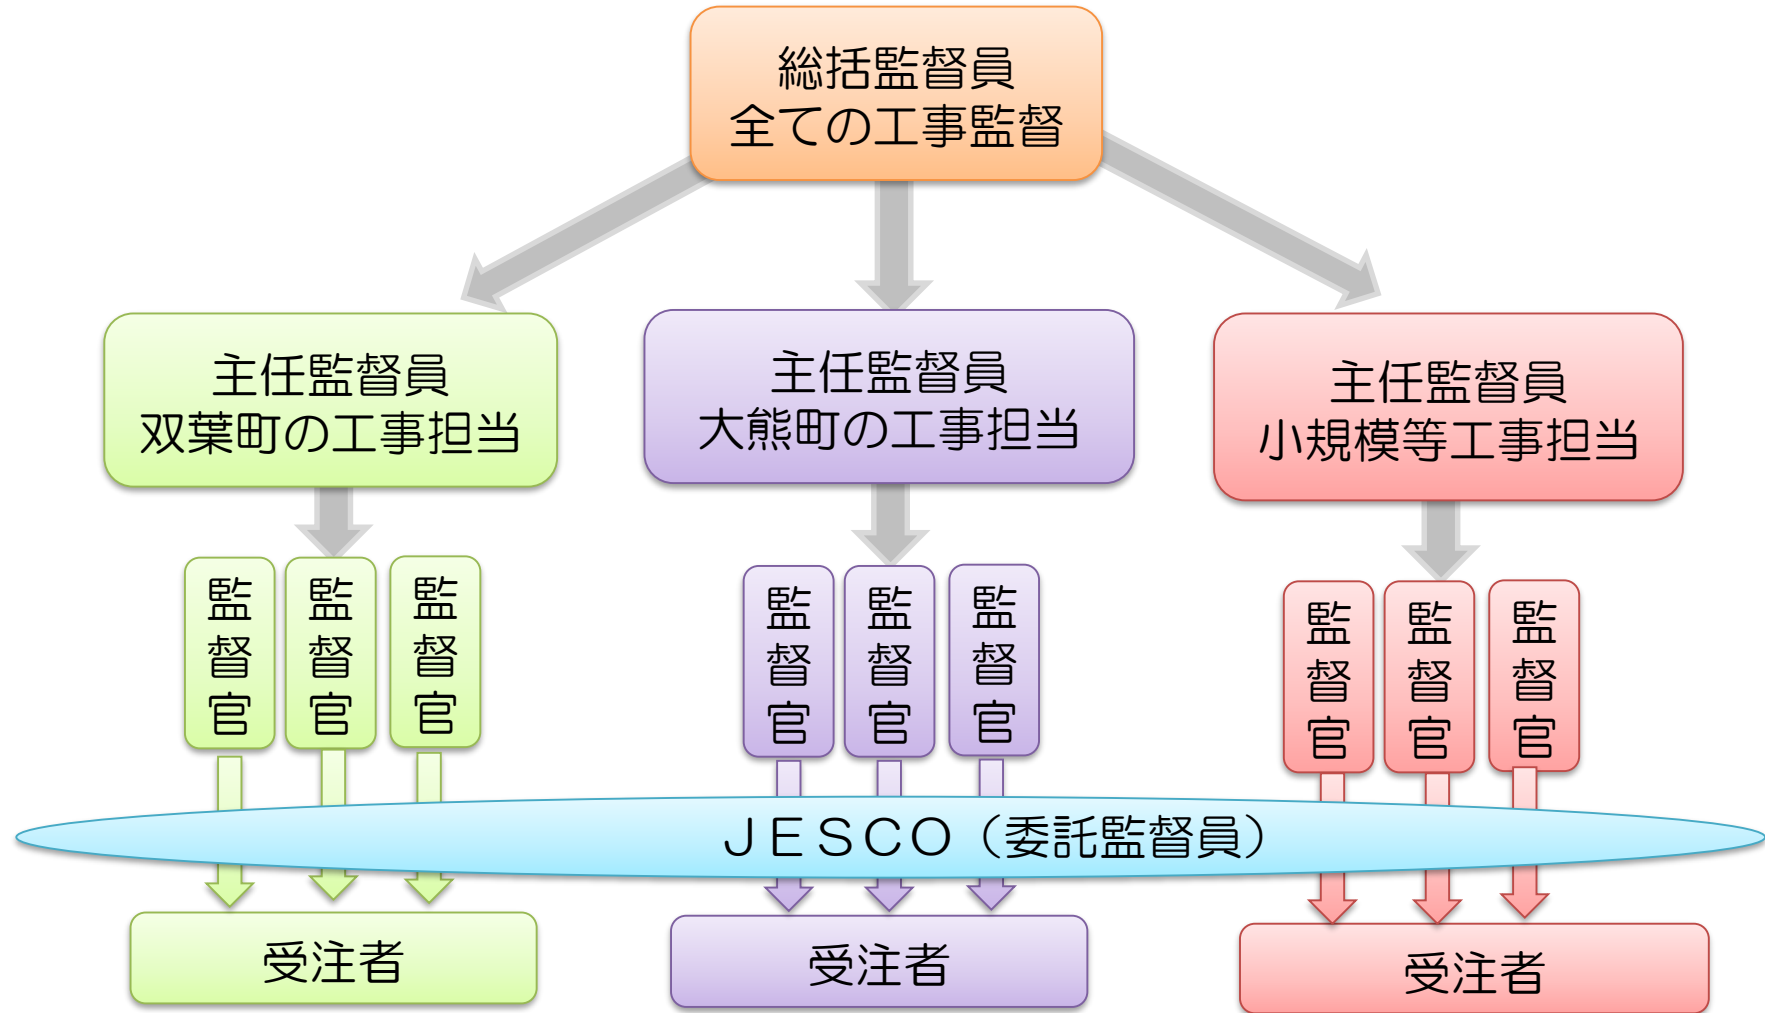 総括監督員
全ての工事監督
主任監督員
双葉町の工事担当
主任監督員
大熊町の工事担当
主任監督員
小規模等工事担当
監督官
監督官
監督官
監督官
監督官
監督官
監督官
監督官
監督官
ＪＥＳＣＯ（委託監督員）
受注者
受注者
受注者